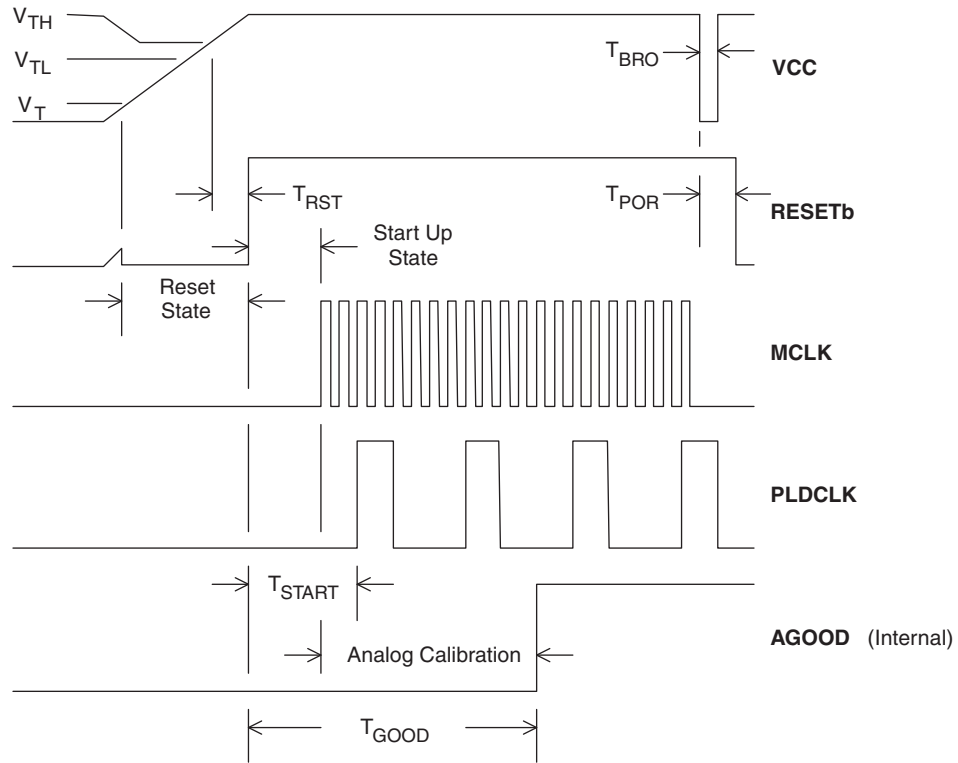 VTH
VTL
VT
TBRO
VCC
TRST
TPOR
RESETb
Start Up
State
Reset
State
MCLK
PLDCLK
TSTART
AGOOD (Internal)
Analog Calibration
TGOOD